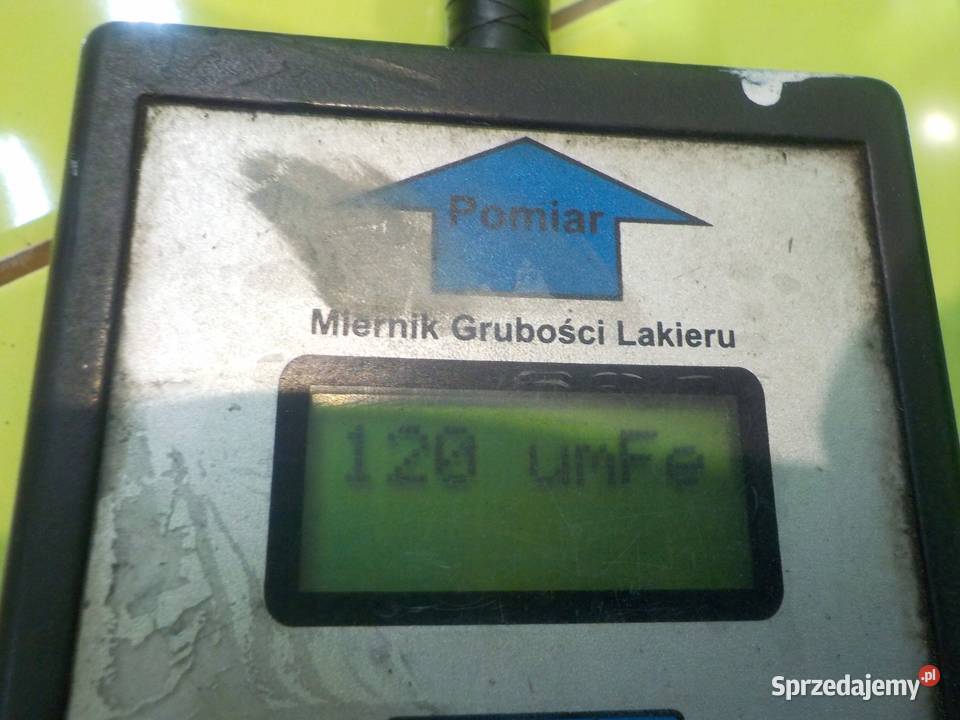 Pomiar
Miernik Grubości Lakieru
120 umFe
Sprzedajemy.pl